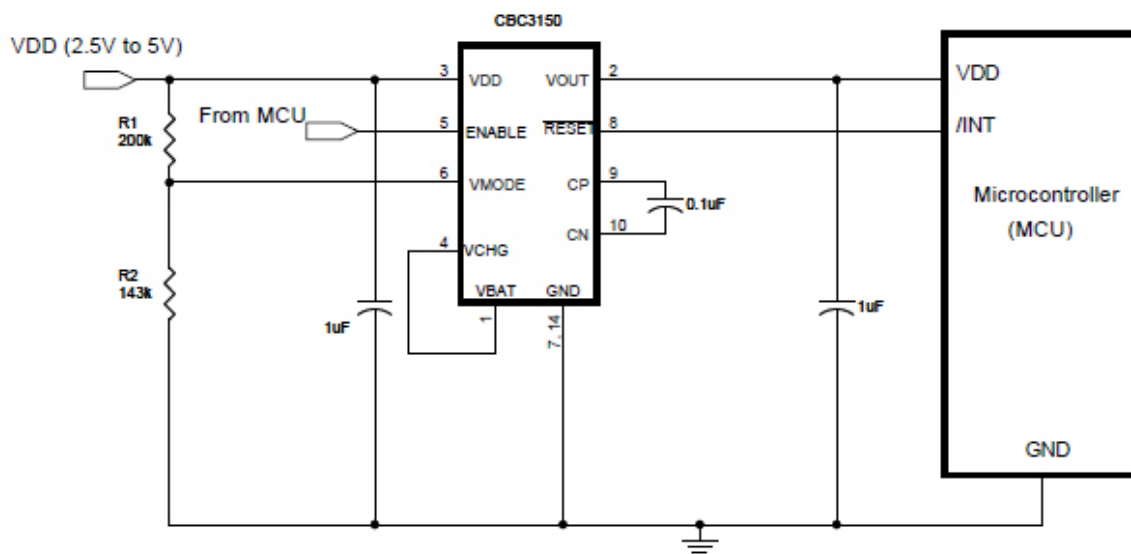 CBC3150
VDD (2.5V to 5V)
3
VDD
VOUT
2
VDD
R1
200k
From MCU
5
ENABLE
RESET
8
/INT
6
VMODE
CP
9
0.1uF
Microcontroller
(MCU)
CN
10
4
VCHG
R2
143k
VBAT
GND
1
7, 14
1uF
1uF
GND